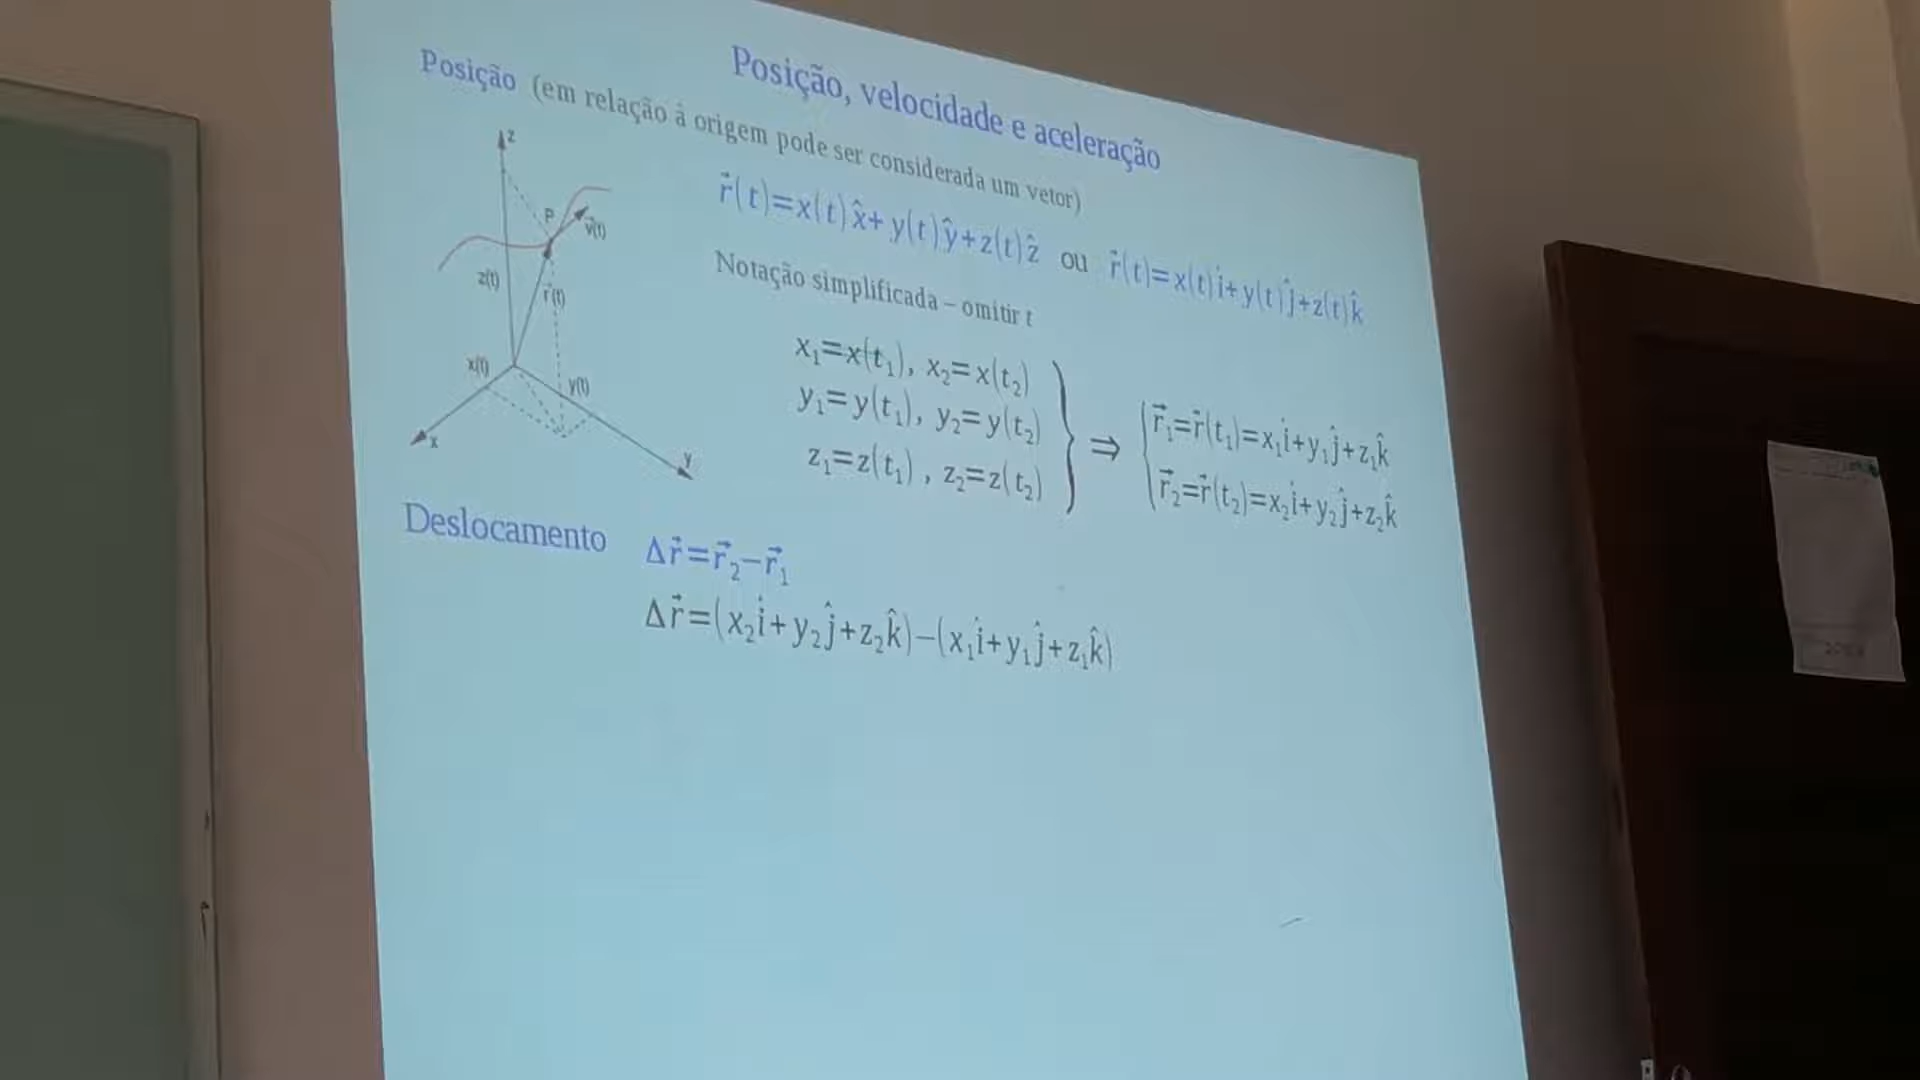 Posição, velocidade e aceleração
Posição (em relação à origem pode ser considerada um vetor)
z
P
v⃗(t)
z(t)
r⃗(t)
x(t)
y(t)
x
y
r⃗(t)=x(t)x̂+y(t)ŷ+z(t)ẑ ou r⃗(t)=x(t)î+y(t)ĵ+z(t)k̂
Notação simplificada – omitir t
x₁=x(t₁), x₂=x(t₂)
y₁=y(t₁), y₂=y(t₂)
z₁=z(t₁) , z₂=z(t₂)
⇒
r⃗₁=r⃗(t₁)=x₁î+y₁ĵ+z₁k̂
r⃗₂=r⃗(t₂)=x₂î+y₂ĵ+z₂k̂
Deslocamento Δr⃗=r⃗₂−r⃗₁
Δr⃗=(x₂î+y₂ĵ+z₂k̂)−(x₁î+y₁ĵ+z₁k̂)